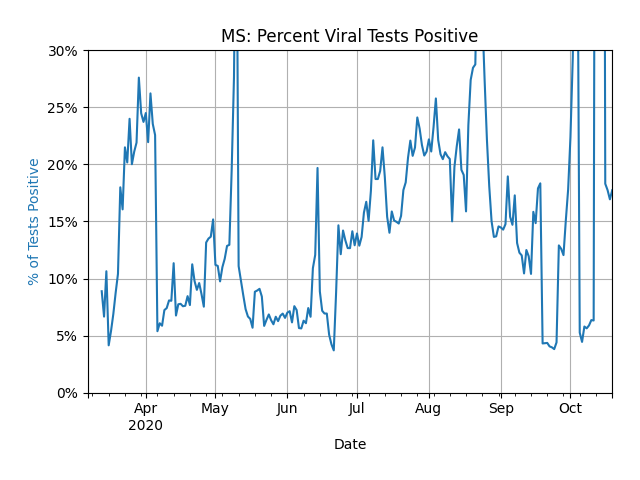 MS: Percent Viral Tests Positive
30%
25%
20%
15%
10%
5%
0%
% of Tests Positive
Apr May Jun Jul Aug Sep Oct
2020
Date